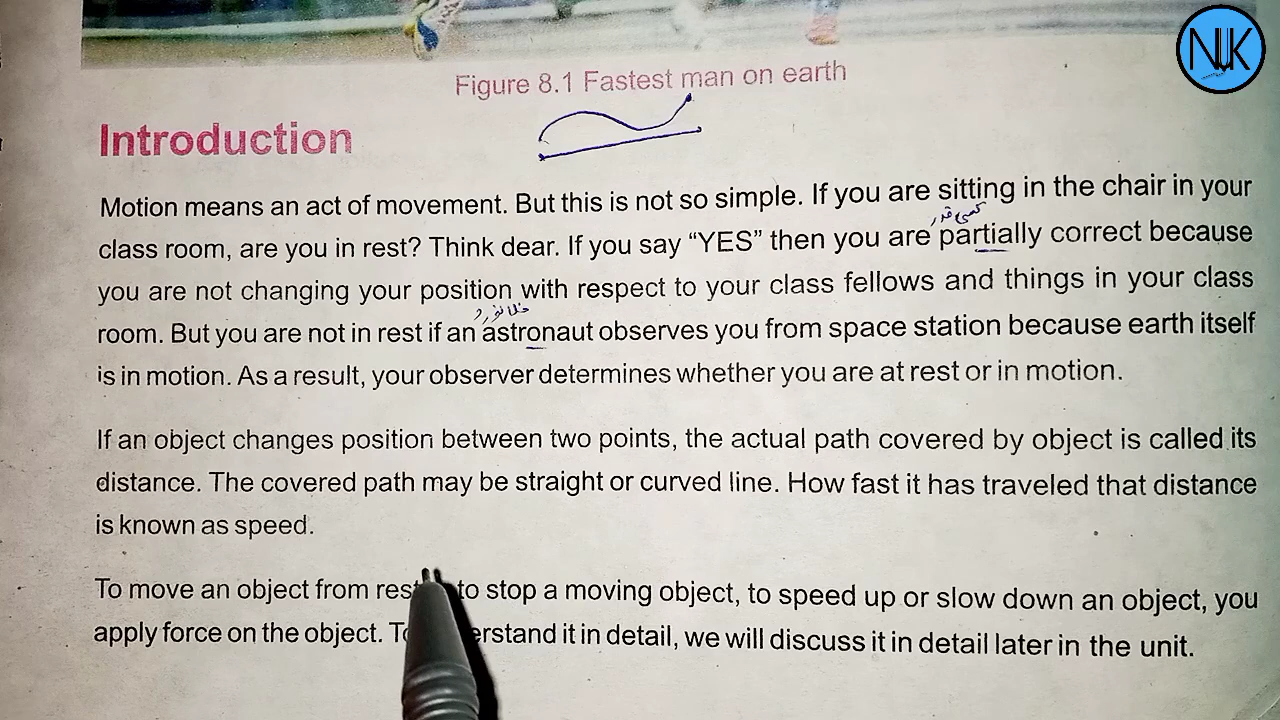 NJK
Figure 8.1 Fastest man on earth
Introduction
Motion means an act of movement. But this is not so simple. If you are sitting in the chair in your
کسی قدر
class room, are you in rest? Think dear. If you say “YES” then you are partially correct because
you are not changing your position with respect to your class fellows and things in your class
خلا نورد
room. But you are not in rest if an astronaut observes you from space station because earth itself
is in motion. As a result, your observer determines whether you are at rest or in motion.
If an object changes position between two points, the actual path covered by object is called its
distance. The covered path may be straight or curved line. How fast it has traveled that distance
is known as speed.
To move an object from rest to stop a moving object, to speed up or slow down an object, you
apply force on the object. To erstand it in detail, we will discuss it in detail later in the unit.